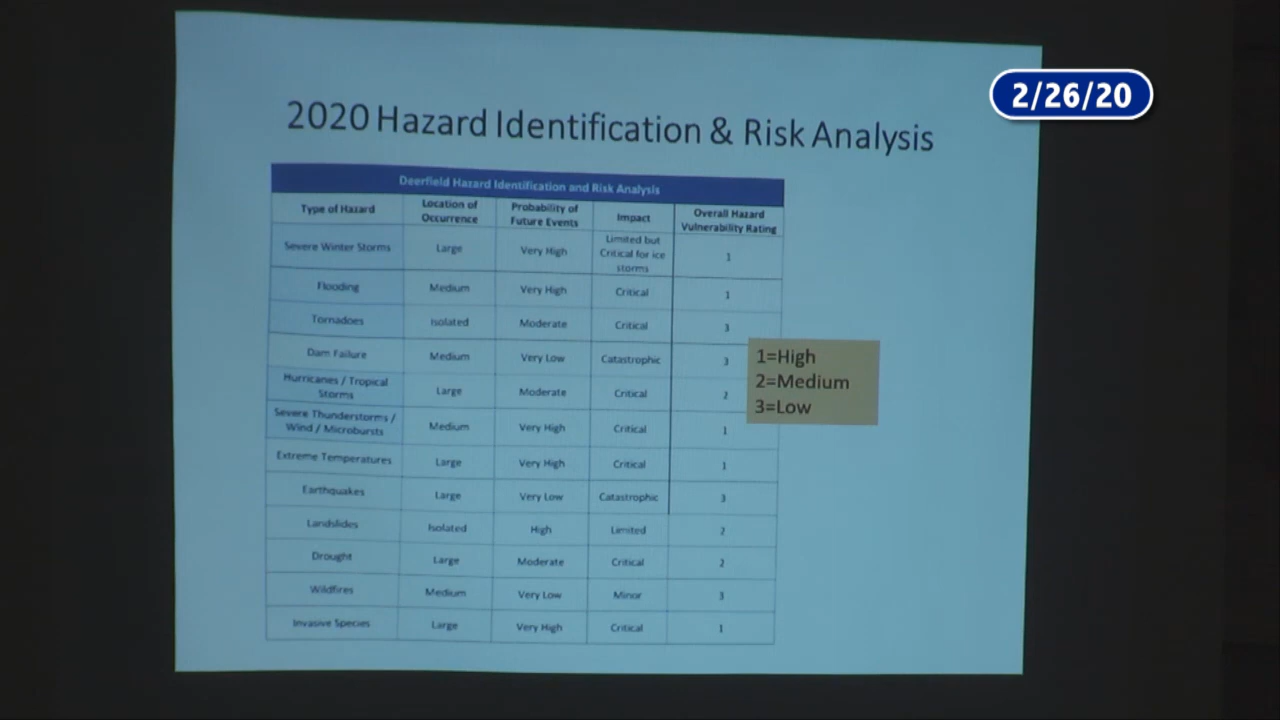 2/26/20
2020 Hazard Identification & Risk Analysis
Deerfield Hazard Identification and Risk Analysis
Type of Hazard Location of Occurrence Probability of Future Events Impact Overall Hazard Vulnerability Rating
Severe Winter Storms Large Very High Limited but Critical for ice storms 1
Flooding Medium Very High Critical 1
Tornadoes Isolated Moderate Critical 3
Dam Failure Medium Very Low Catastrophic 3
Hurricanes / Tropical Storms Large Moderate Critical 2
Severe Thunderstorms / Wind / Microbursts Medium Very High Critical 1
Extreme Temperatures Large Very High Critical 1
Earthquakes Large Very Low Catastrophic 3
Landslides Isolated High Limited 2
Drought Large Moderate Critical 2
Wildfires Medium Very Low Minor 3
Invasive Species Large Very High Critical 1
1=High
2=Medium
3=Low